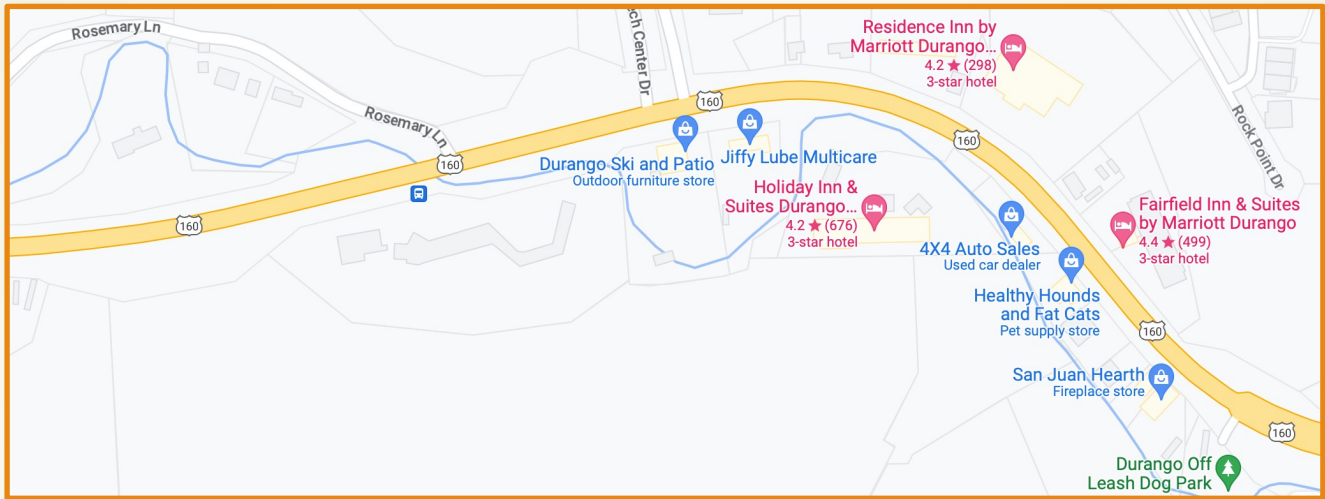 Rosemary Ln
ech Center Dr
Residence Inn by
Marriott Durango...
4.2 ★ (298)
3-star hotel
160
160
Rosemary Ln
160
Durango Ski and Patio
Outdoor furniture store
Jiffy Lube Multicare
Rock Point Dr
Holiday Inn &
Suites Durango...
4.2 ★ (676)
3-star hotel
160
Fairfield Inn & Suites
by Marriott Durango
4.4 ★ (499)
3-star hotel
4X4 Auto Sales
Used car dealer
Healthy Hounds
and Fat Cats
Pet supply store
160
San Juan Hearth
Fireplace store
160
Durango Off
Leash Dog Park